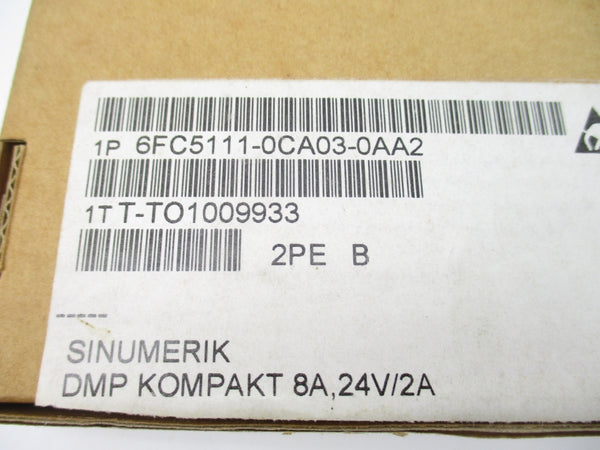 1P 6FC5111-0CA03-0AA2
1T T-TO1009933
2PE B
-----
SINUMERIK
DMP KOMPAKT 8A,24V/2A